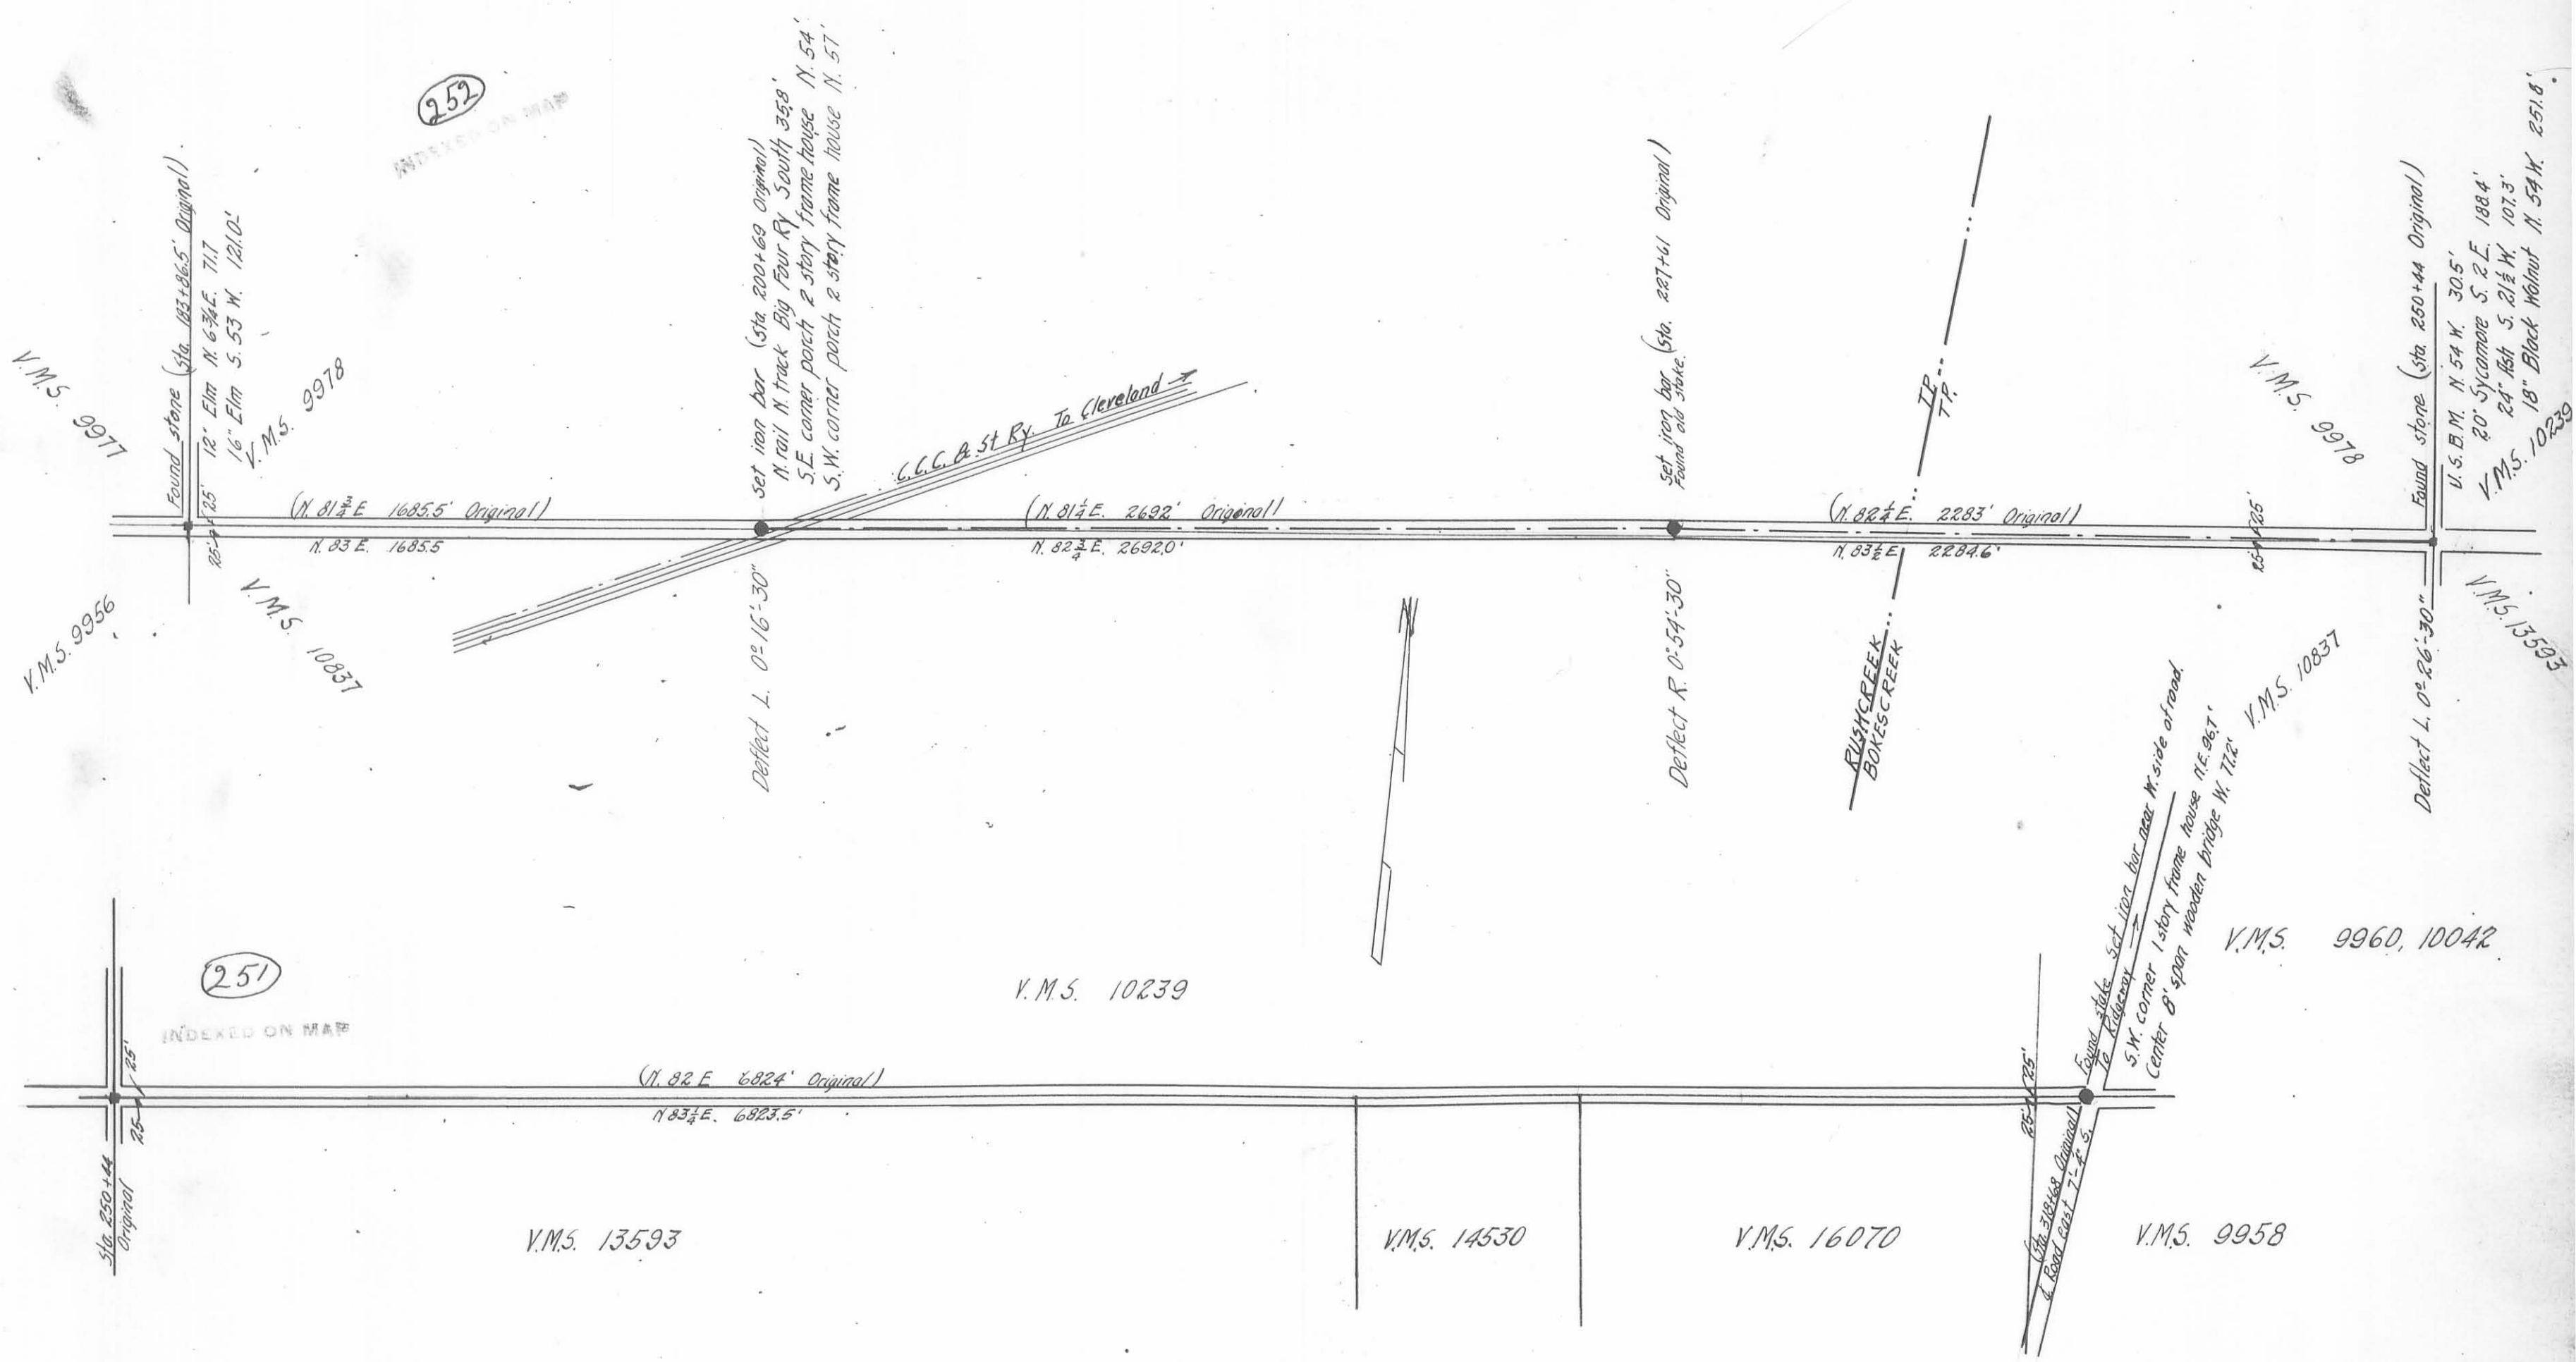 252
INDEXED ON MAP
V.M.S. 9977
Found stone (Sta. 183+86.5' Original)
12" Elm N. 6¾E. 71.7
16" Elm S. 53 W. 121.0'
V.M.S. 9978
25'
25'
(N. 81¾ E 1685.5' Original)
N. 83 E. 1685.5
V.M.S. 9956
V.M.S. 10837
Set iron bar (Sta. 200+69 Original)
N. rail N. track Big Four Ry South 35.8'
S.E. corner porch 2 story frame house N. 54'
S.W. corner porch 2 story frame house N. 57'
C.C.C. & St Ry. To Cleveland
Deflect L. 0°-16'-30"
(N. 81¼ E. 2692' Original)
N. 82¾ E. 2692.0'
Set iron bar (Sta. 227+61 Original)
Found old stake.
Deflect R. 0°-54'-30"
N
TP.
TP.
RUSHCREEK
BOKESCREEK
(N. 82¼ E. 2283' Original)
N. 83½ E 2284.6'
25'
25'
V.M.S. 9978
Found stone (Sta. 250+44 Original)
U.S.B.M. N. 54 W. 30.5'
20" Sycamore S. 2 E. 188.4'
24" Ash S. 21½ W. 107.3'
18" Black Walnut N. 54 W. 251.6'
V.M.S. 10239
V.M.S. 13593
Deflect L. 0°-26'-30"
V.M.S. 10837
251
INDEXED ON MAP
25'
25'
Sta. 250+44
Original
(N. 82 E 6824' Original)
N 83¼ E. 6823.5'
V.M.S. 10239
V.M.S. 13593
V.M.S. 14530
V.M.S. 16070
25'
25'
Found stake Set iron bar near W. side of road.
To Ridgeway
S.W. corner 1 story frame house N.E. 96.7'
Center 8' span wooden bridge W. 77.2'
(Sta. 318+68 Original)
℄ Road east 7'-4" S.
V.M.S. 9960, 10042
V.M.S. 9958